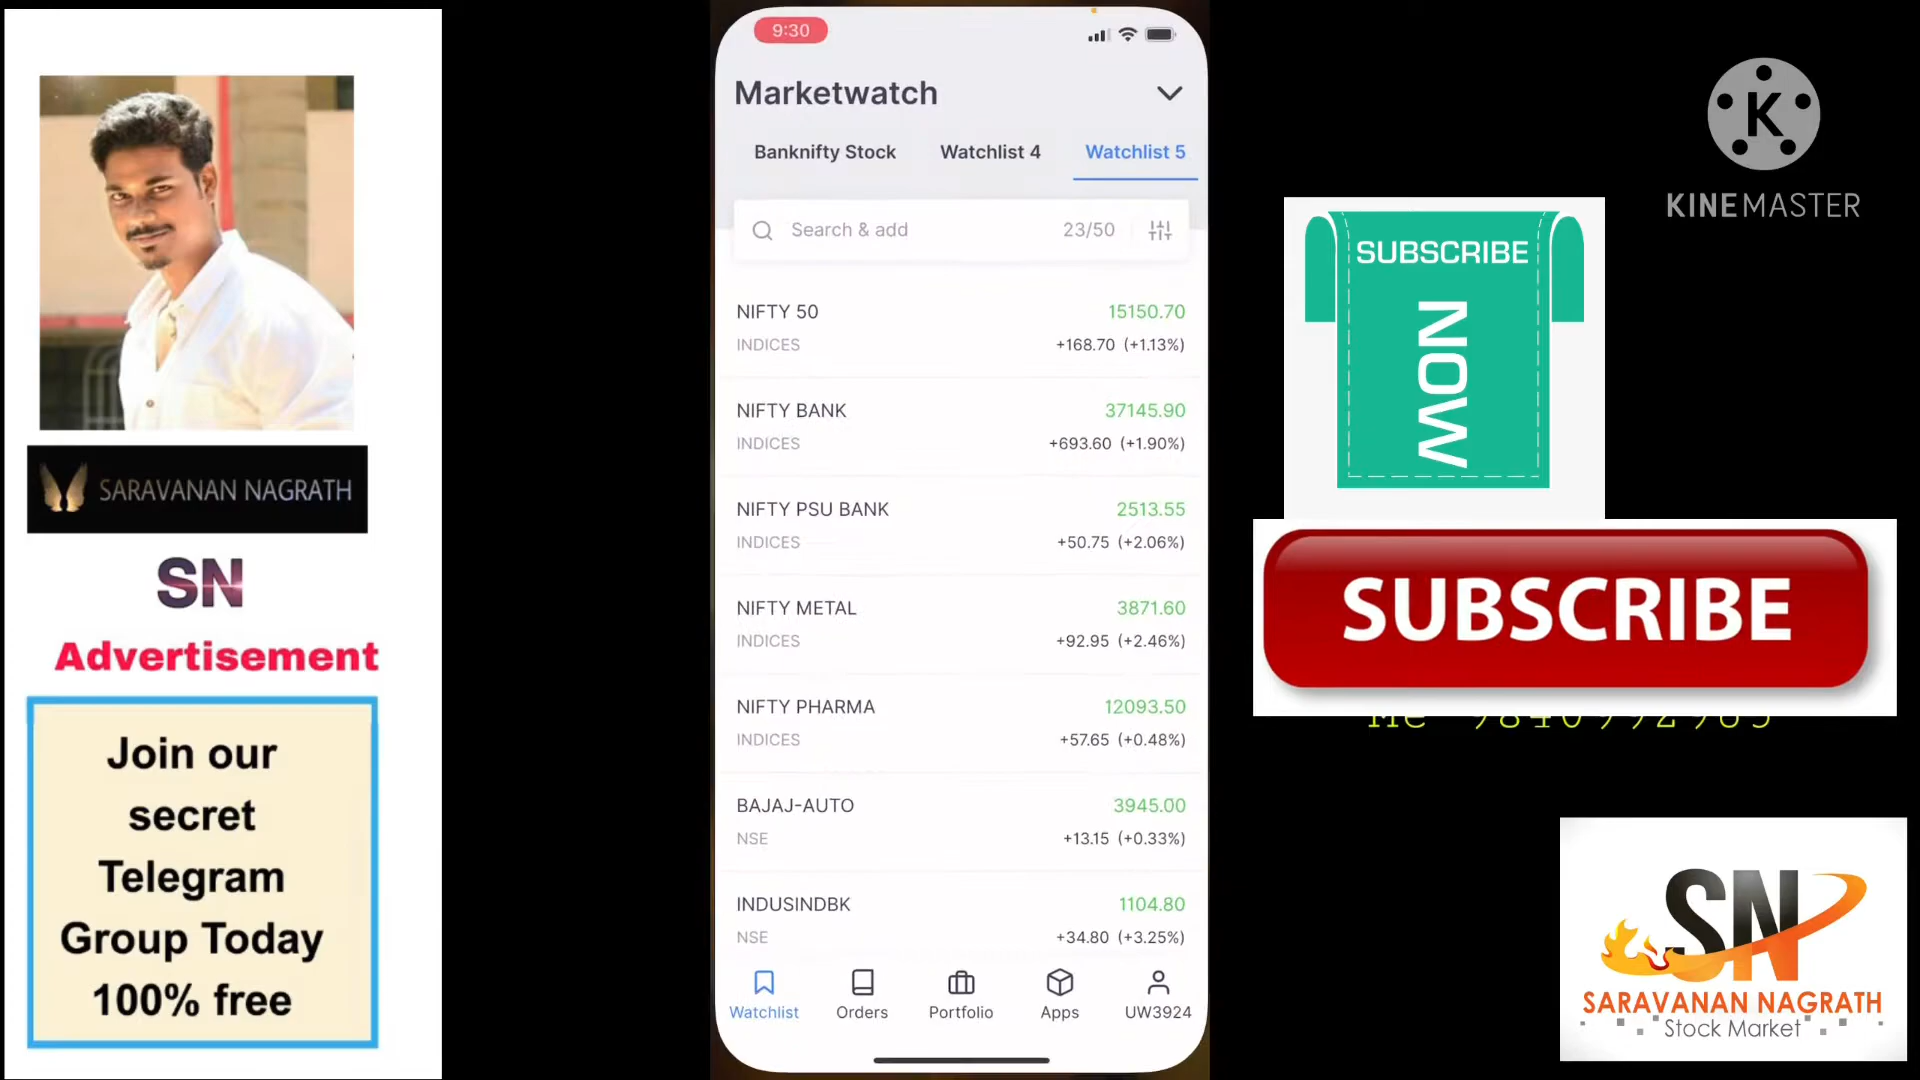 SARAVANAN NAGRATH
SN
Advertisement
Join our
secret
Telegram
Group Today
100% free
9:30
Marketwatch
Banknifty Stock
Watchlist 4
Watchlist 5
Search & add
23/50
NIFTY 50
15150.70
INDICES
+168.70 (+1.13%)
NIFTY BANK
37145.90
INDICES
+693.60 (+1.90%)
NIFTY PSU BANK
2513.55
INDICES
+50.75 (+2.06%)
NIFTY METAL
3871.60
INDICES
+92.95 (+2.46%)
NIFTY PHARMA
12093.50
INDICES
+57.65 (+0.48%)
BAJAJ-AUTO
3945.00
NSE
+13.15 (+0.33%)
INDUSINDBK
1104.80
NSE
+34.80 (+3.25%)
Watchlist
Orders
Portfolio
Apps
UW3924
K
KINEMASTER
SUBSCRIBE
NOW
SUBSCRIBE
SN
SARAVANAN NAGRATH
Stock Market